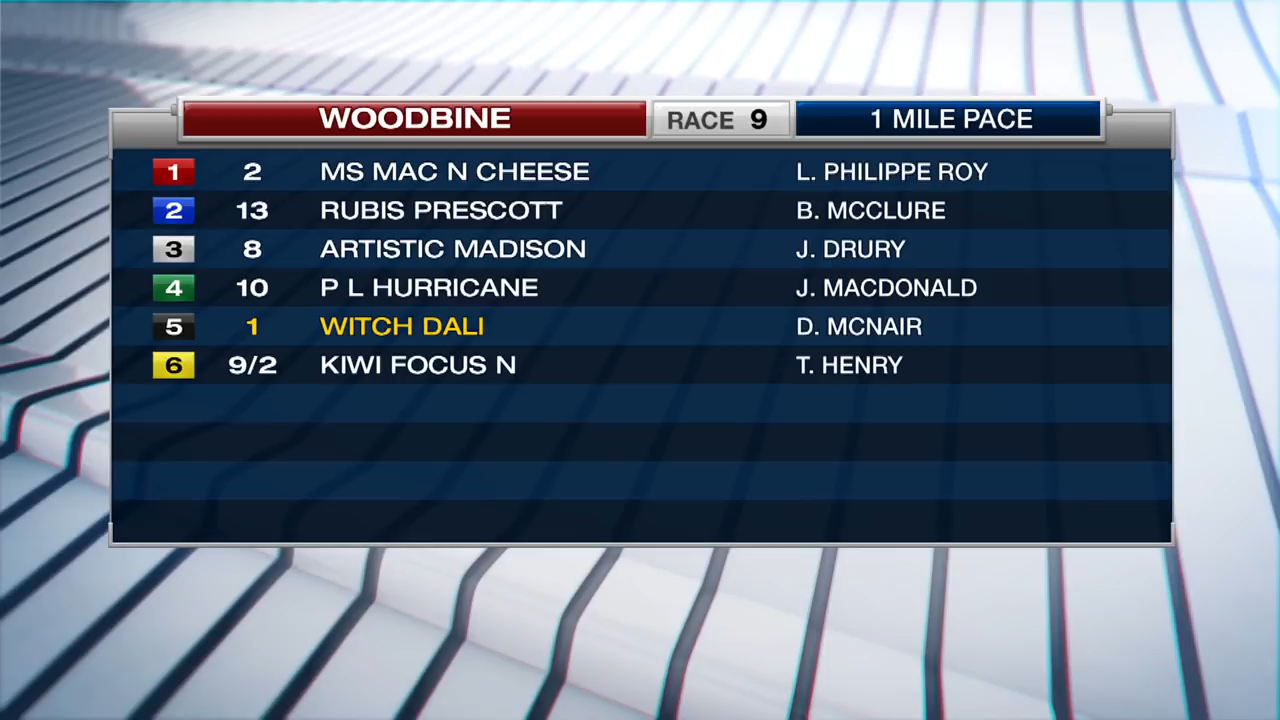 WOODBINE RACE 9 1 MILE PACE
1 2 MS MAC N CHEESE L. PHILIPPE ROY
2 13 RUBIS PRESCOTT B. MCCLURE
3 8 ARTISTIC MADISON J. DRURY
4 10 P L HURRICANE J. MACDONALD
5 1 WITCH DALI D. MCNAIR
6 9/2 KIWI FOCUS N T. HENRY